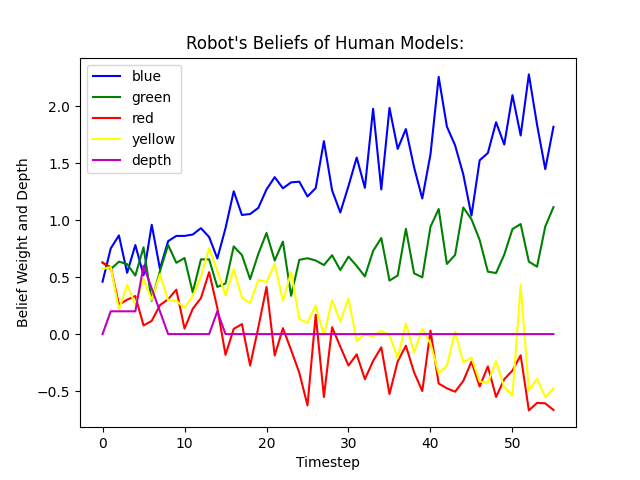 Robot's Beliefs of Human Models:
blue
green
red
yellow
depth
Belief Weight and Depth
2.0
1.5
1.0
0.5
0.0
−0.5
0 10 20 30 40 50
Timestep